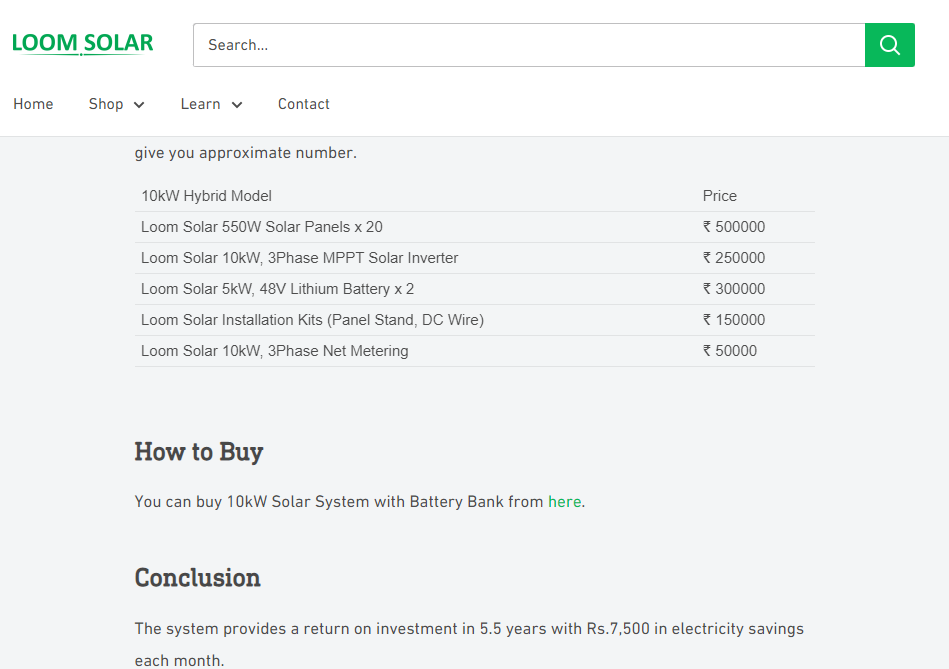 LOOM SOLAR
Search...
Home Shop Learn Contact
give you approximate number.
10kW Hybrid Model Price
Loom Solar 550W Solar Panels x 20 ₹ 500000
Loom Solar 10kW, 3Phase MPPT Solar Inverter ₹ 250000
Loom Solar 5kW, 48V Lithium Battery x 2 ₹ 300000
Loom Solar Installation Kits (Panel Stand, DC Wire) ₹ 150000
Loom Solar 10kW, 3Phase Net Metering ₹ 50000
How to Buy
You can buy 10kW Solar System with Battery Bank from here.
Conclusion
The system provides a return on investment in 5.5 years with Rs.7,500 in electricity savings
each month.